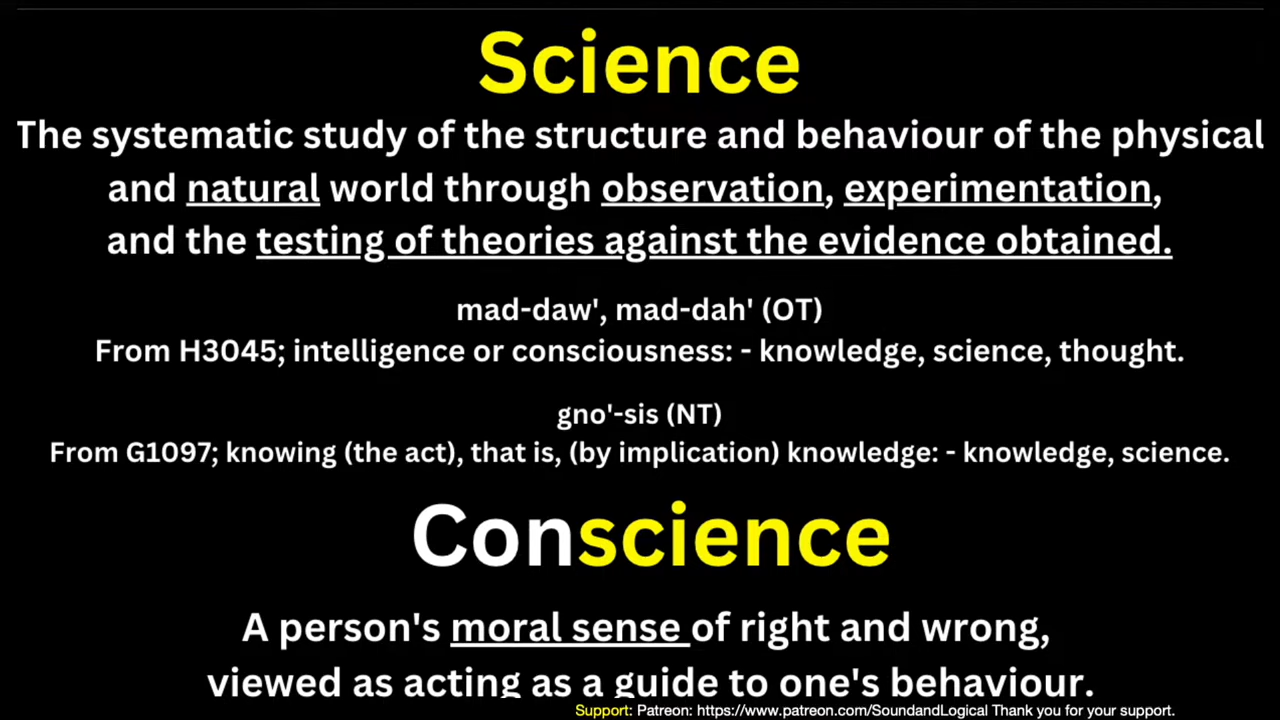 Science
The systematic study of the structure and behaviour of the physical
and natural world through observation, experimentation,
and the testing of theories against the evidence obtained.
mad-daw', mad-dah' (OT)
From H3045; intelligence or consciousness: - knowledge, science, thought.
gno'-sis (NT)
From G1097; knowing (the act), that is, (by implication) knowledge: - knowledge, science.
Conscience
A person's moral sense of right and wrong,
viewed as acting as a guide to one's behaviour.
Support: Patreon: https://www.patreon.com/SoundandLogical Thank you for your support.